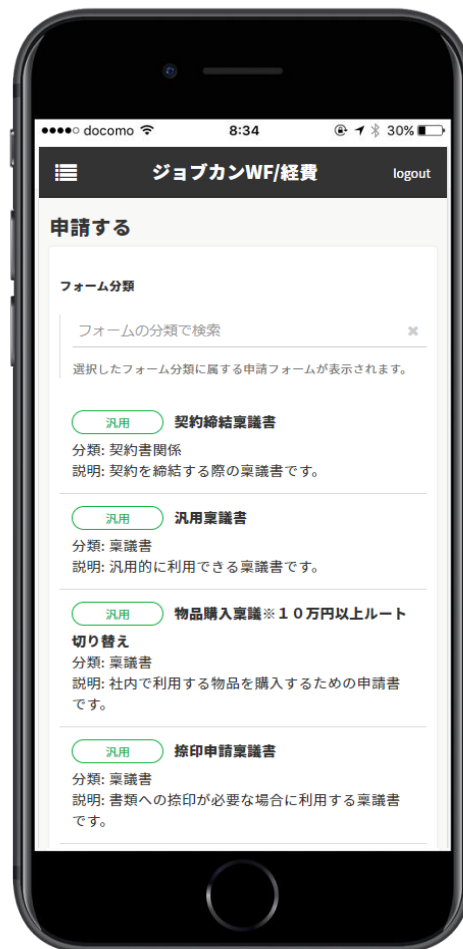 docomo 8:34 30%
ジョブカンWF/経費 logout
申請する
フォーム分類
フォームの分類で検索
選択したフォーム分類に属する申請フォームが表示されます。
汎用 契約締結稟議書
分類: 契約書関係
説明: 契約を締結する際の稟議書です。
汎用 汎用稟議書
分類: 稟議書
説明: 汎用的に利用できる稟議書です。
汎用 物品購入稟議※１０万円以上ルート
切り替え
分類: 稟議書
説明: 社内で利用する物品を購入するための申請書
です。
汎用 捺印申請稟議書
分類: 稟議書
説明: 書類への捺印が必要な場合に利用する稟議書
です。